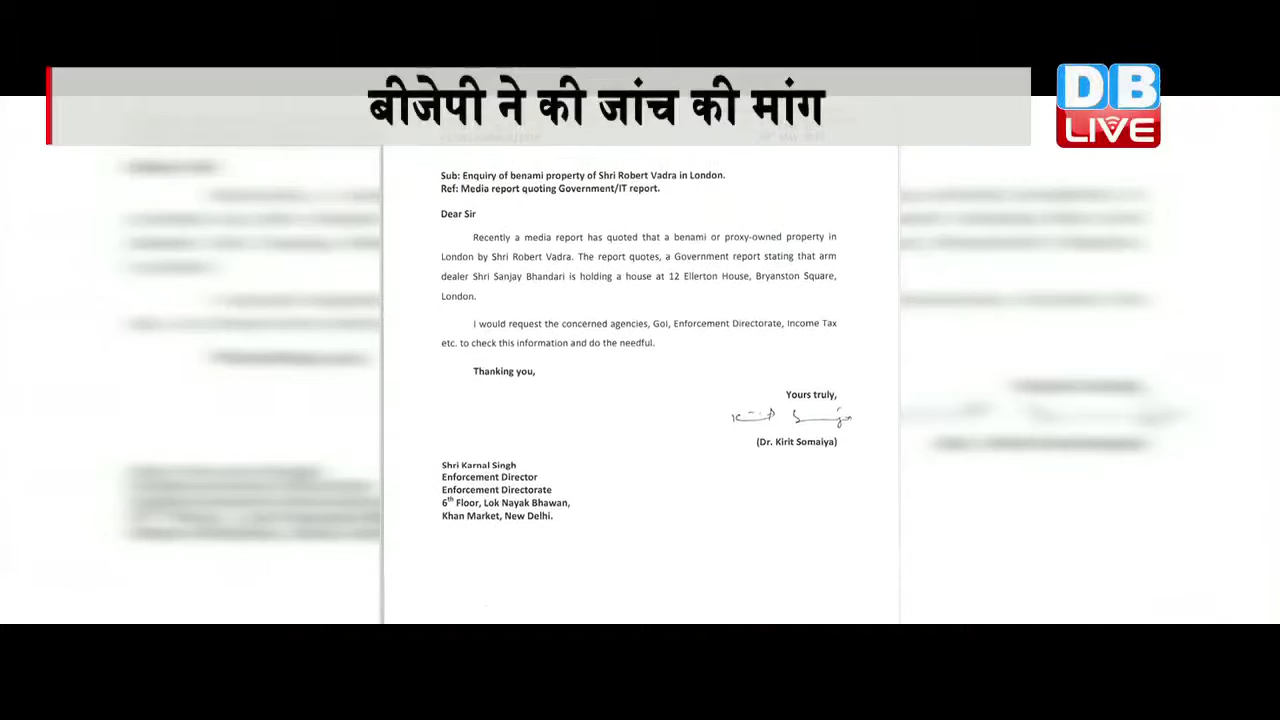 बीजेपी ने की जांच की मांग
DB
LIVE
Sub: Enquiry of benami property of Shri Robert Vadra in London.
Ref: Media report quoting Government/IT report.
Dear Sir
Recently a media report has quoted that a benami or proxy-owned property in
London by Shri Robert Vadra. The report quotes, a Government report stating that arm
dealer Shri Sanjay Bhandari is holding a house at 12 Ellerton House, Bryanston Square,
London.
I would request the concerned agencies, GoI, Enforcement Directorate, Income Tax
etc. to check this information and do the needful.
Thanking you,
Yours truly,
(Dr. Kirit Somaiya)
Shri Karnal Singh
Enforcement Director
Enforcement Directorate
6th Floor, Lok Nayak Bhawan,
Khan Market, New Delhi.